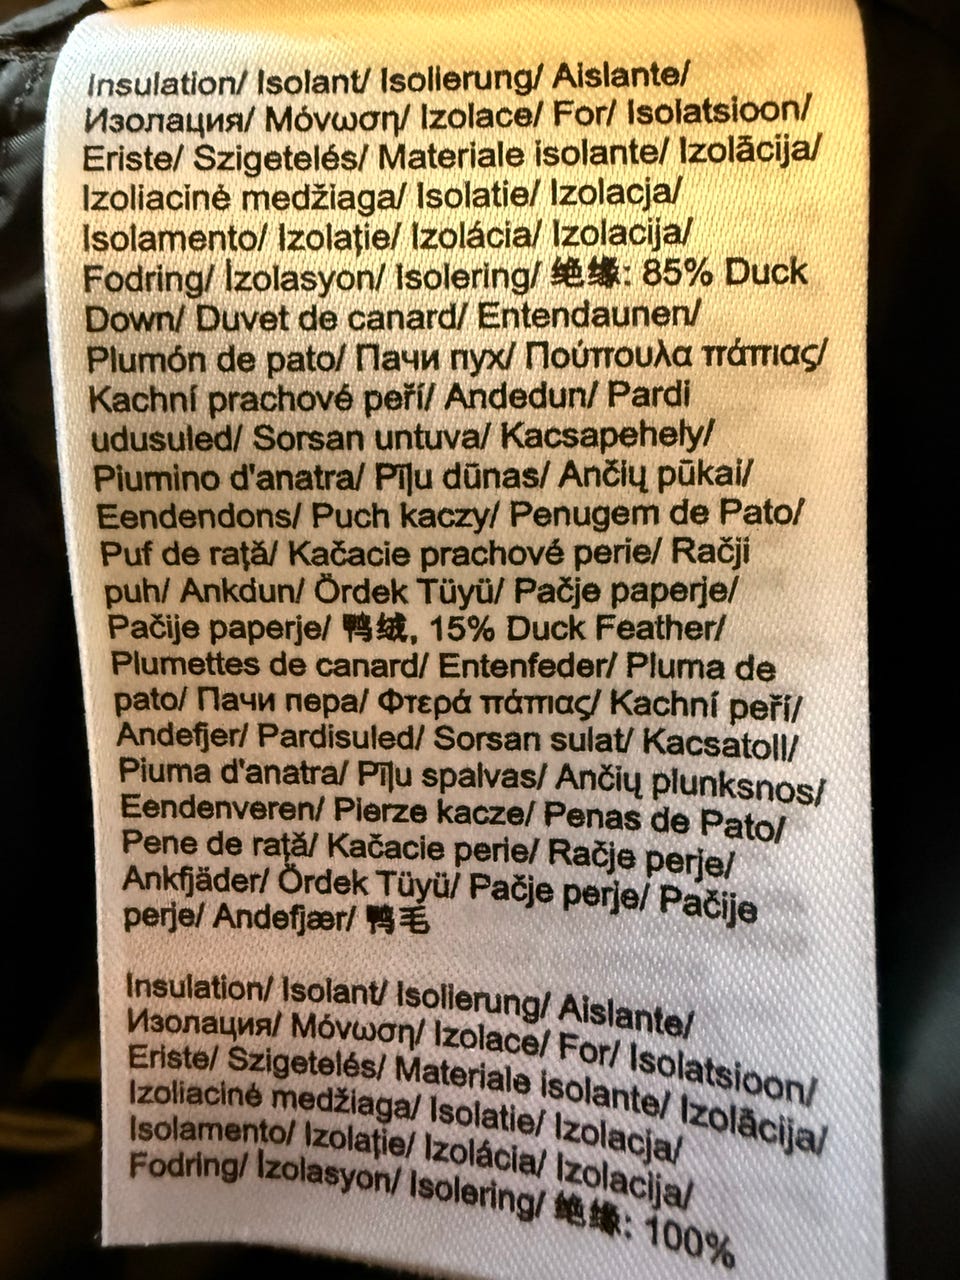 Insulation/ Isolant/ Isolierung/ Aislante/
Изолация/ Μόνωση/ Izolace/ For/ Isolatsioon/
Eriste/ Szigetelés/ Materiale isolante/ Izolācija/
Izoliacinė medžiaga/ Isolatie/ Izolacja/
Isolamento/ Izolație/ Izolácia/ Izolacija/
Fodring/ İzolasyon/ Isolering/ 绝缘: 85% Duck
Down/ Duvet de canard/ Entendaunen/
Plumón de pato/ Пачи пух/ Πούπουλα πάπιας/
Kachní prachové peří/ Andedun/ Pardi
udusuled/ Sorsan untuva/ Kacsapehely/
Piumino d'anatra/ Pīļu dūnas/ Ančių pūkai/
Eendendons/ Puch kaczy/ Penugem de Pato/
Puf de rață/ Kačacie prachové perie/ Račji
puh/ Ankdun/ Ördek Tüyü/ Pačje paperje/
Pačije paperje/ 鸭绒, 15% Duck Feather/
Plumettes de canard/ Entenfeder/ Pluma de
pato/ Пачи пера/ Φτερά πάπιας/ Kachní peří/
Andefjer/ Pardisuled/ Sorsan sulat/ Kacsatoll/
Piuma d'anatra/ Pīļu spalvas/ Ančių plunksnos/
Eendenveren/ Pierze kacze/ Penas de Pato/
Pene de rață/ Kačacie perie/ Račje perje/
Ankfjäder/ Ördek Tüyü/ Pačje perje/ Pačije
perje/ Andefjær/ 鸭毛
Insulation/ Isolant/ Isolierung/ Aislante/
Изолация/ Μόνωση/ Izolace/ For/ Isolatsioon/
Eriste/ Szigetelés/ Materiale isolante/ Izolācija/
Izoliacinė medžiaga/ Isolatie/ Izolacja/
Isolamento/ Izolație/ Izolácia/ Izolacija/
Fodring/ İzolasyon/ Isolering/ 绝缘: 100%